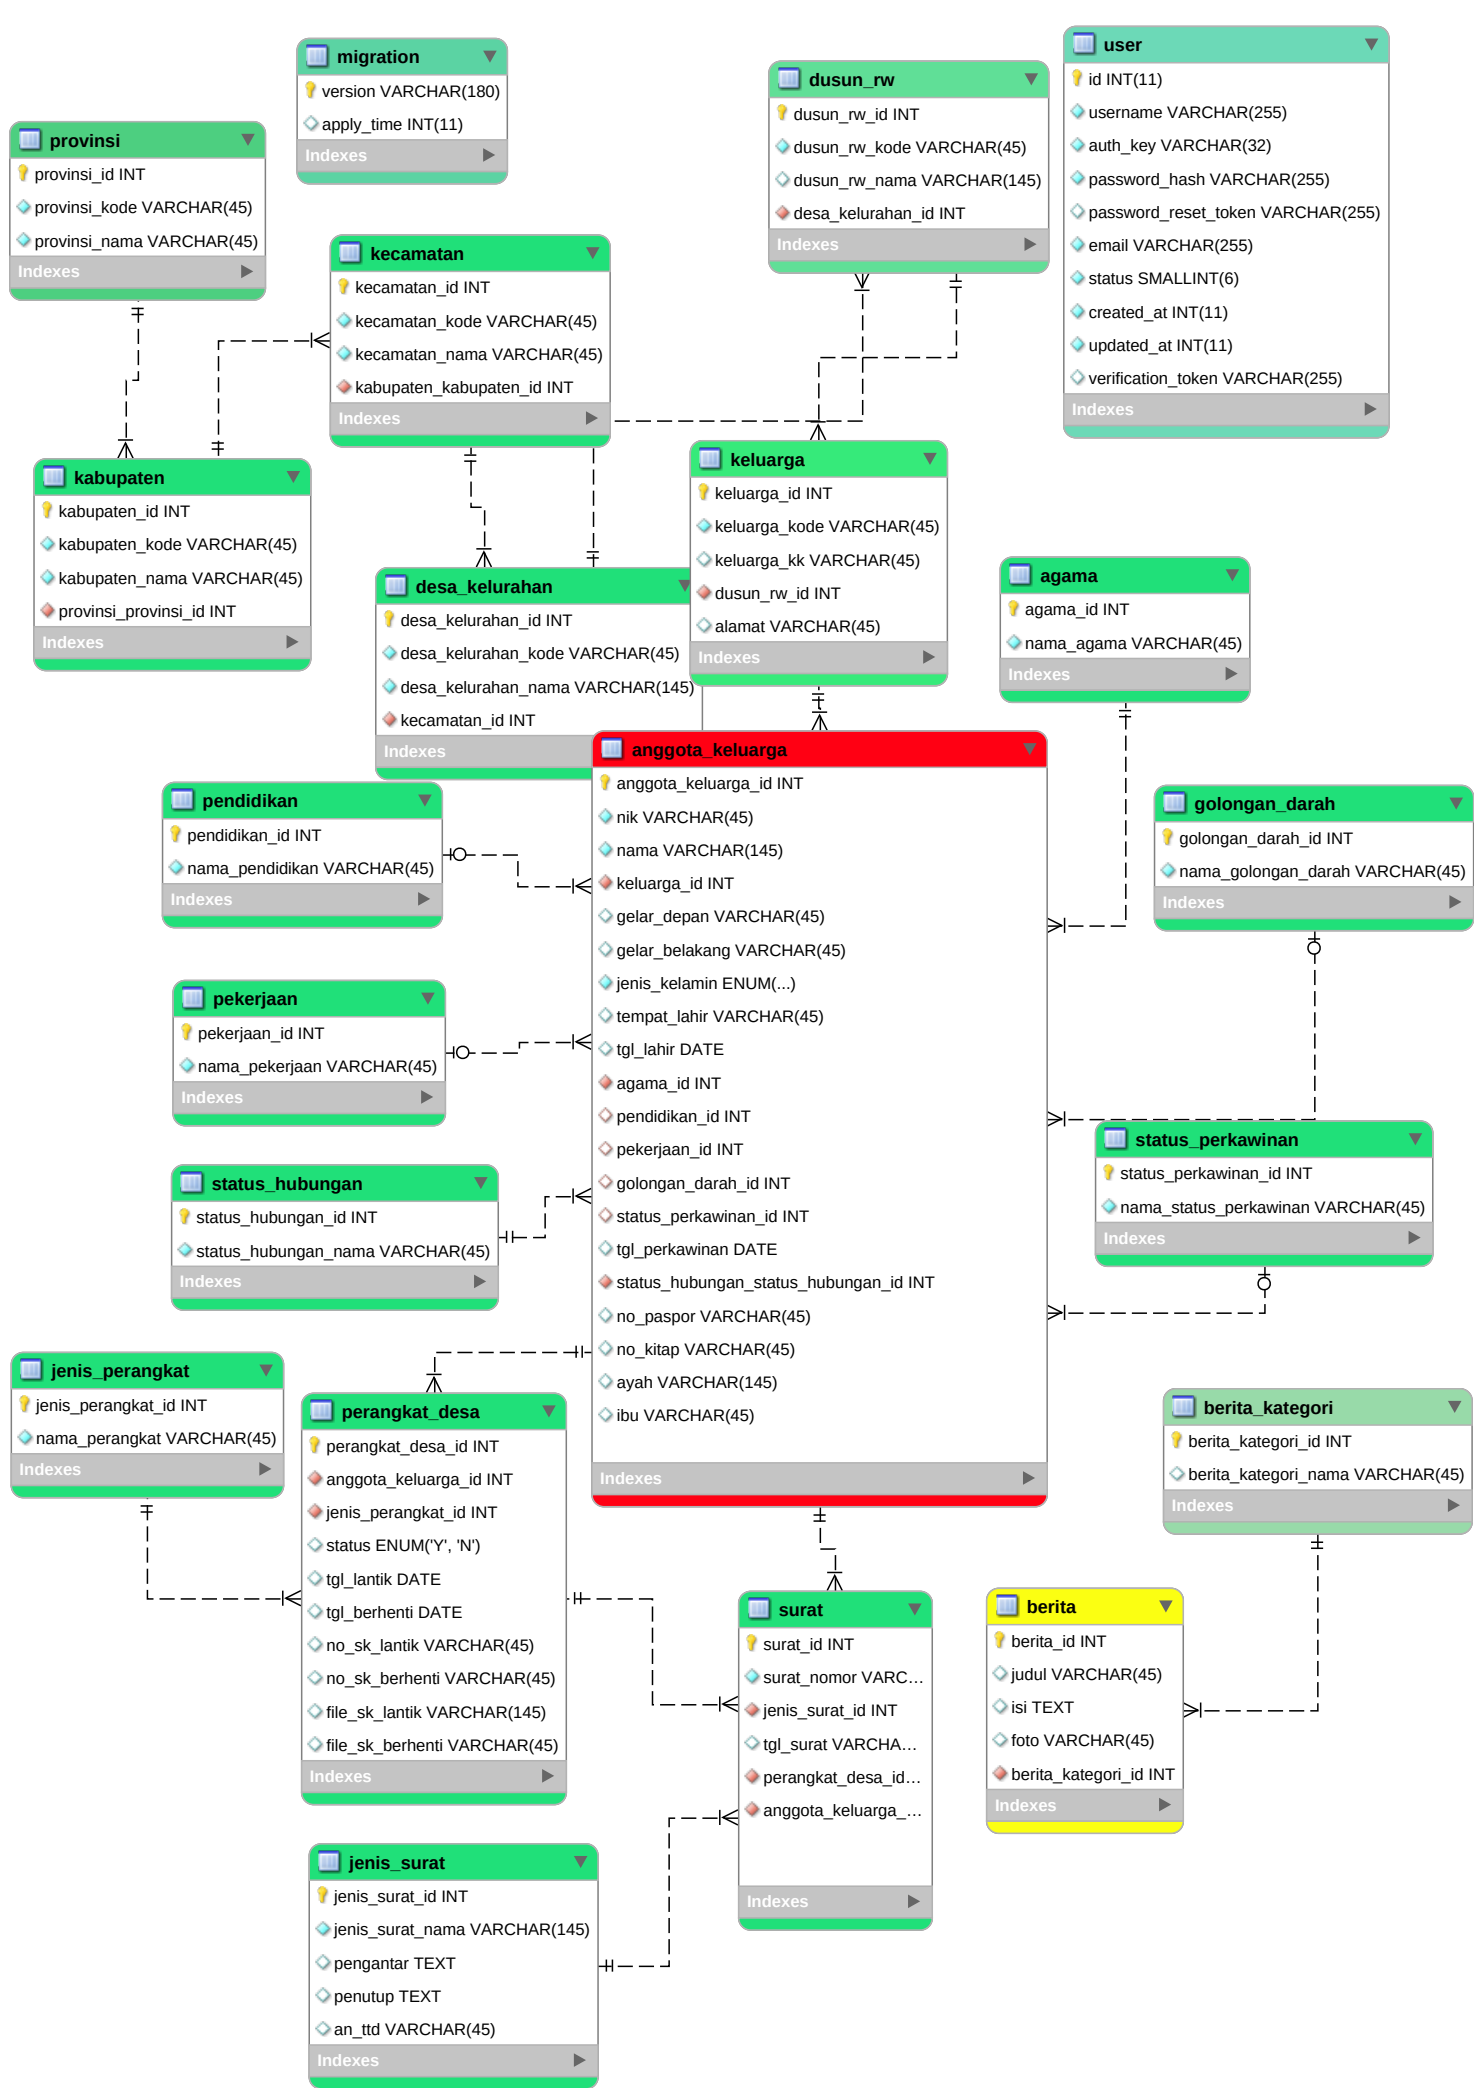 migration
version VARCHAR(180)
apply_time INT(11)
Indexes
user
id INT(11)
username VARCHAR(255)
auth_key VARCHAR(32)
password_hash VARCHAR(255)
password_reset_token VARCHAR(255)
email VARCHAR(255)
status SMALLINT(6)
created_at INT(11)
updated_at INT(11)
verification_token VARCHAR(255)
Indexes
dusun_rw
dusun_rw_id INT
dusun_rw_kode VARCHAR(45)
dusun_rw_nama VARCHAR(145)
desa_kelurahan_id INT
Indexes
provinsi
provinsi_id INT
provinsi_kode VARCHAR(45)
provinsi_nama VARCHAR(45)
Indexes
kecamatan
kecamatan_id INT
kecamatan_kode VARCHAR(45)
kecamatan_nama VARCHAR(45)
kabupaten_kabupaten_id INT
Indexes
kabupaten
kabupaten_id INT
kabupaten_kode VARCHAR(45)
kabupaten_nama VARCHAR(45)
provinsi_provinsi_id INT
Indexes
keluarga
keluarga_id INT
keluarga_kode VARCHAR(45)
keluarga_kk VARCHAR(45)
dusun_rw_id INT
alamat VARCHAR(45)
Indexes
desa_kelurahan
desa_kelurahan_id INT
desa_kelurahan_kode VARCHAR(45)
desa_kelurahan_nama VARCHAR(145)
kecamatan_id INT
Indexes
agama
agama_id INT
nama_agama VARCHAR(45)
Indexes
anggota_keluarga
anggota_keluarga_id INT
nik VARCHAR(45)
nama VARCHAR(145)
keluarga_id INT
gelar_depan VARCHAR(45)
gelar_belakang VARCHAR(45)
jenis_kelamin ENUM(...)
tempat_lahir VARCHAR(45)
tgl_lahir DATE
agama_id INT
pendidikan_id INT
pekerjaan_id INT
golongan_darah_id INT
status_perkawinan_id INT
tgl_perkawinan DATE
status_hubungan_status_hubungan_id INT
no_paspor VARCHAR(45)
no_kitap VARCHAR(45)
ayah VARCHAR(145)
ibu VARCHAR(45)
Indexes
pendidikan
pendidikan_id INT
nama_pendidikan VARCHAR(45)
Indexes
golongan_darah
golongan_darah_id INT
nama_golongan_darah VARCHAR(45)
Indexes
pekerjaan
pekerjaan_id INT
nama_pekerjaan VARCHAR(45)
Indexes
status_perkawinan
status_perkawinan_id INT
nama_status_perkawinan VARCHAR(45)
Indexes
status_hubungan
status_hubungan_id INT
status_hubungan_nama VARCHAR(45)
Indexes
jenis_perangkat
jenis_perangkat_id INT
nama_perangkat VARCHAR(45)
Indexes
perangkat_desa
perangkat_desa_id INT
anggota_keluarga_id INT
jenis_perangkat_id INT
status ENUM('Y', 'N')
tgl_lantik DATE
tgl_berhenti DATE
no_sk_lantik VARCHAR(45)
no_sk_berhenti VARCHAR(45)
file_sk_lantik VARCHAR(145)
file_sk_berhenti VARCHAR(45)
Indexes
berita_kategori
berita_kategori_id INT
berita_kategori_nama VARCHAR(45)
Indexes
surat
surat_id INT
surat_nomor VARC...
jenis_surat_id INT
tgl_surat VARCHA...
perangkat_desa_id...
anggota_keluarga_...
Indexes
berita
berita_id INT
judul VARCHAR(45)
isi TEXT
foto VARCHAR(45)
berita_kategori_id INT
Indexes
jenis_surat
jenis_surat_id INT
jenis_surat_nama VARCHAR(145)
pengantar TEXT
penutup TEXT
an_ttd VARCHAR(45)
Indexes